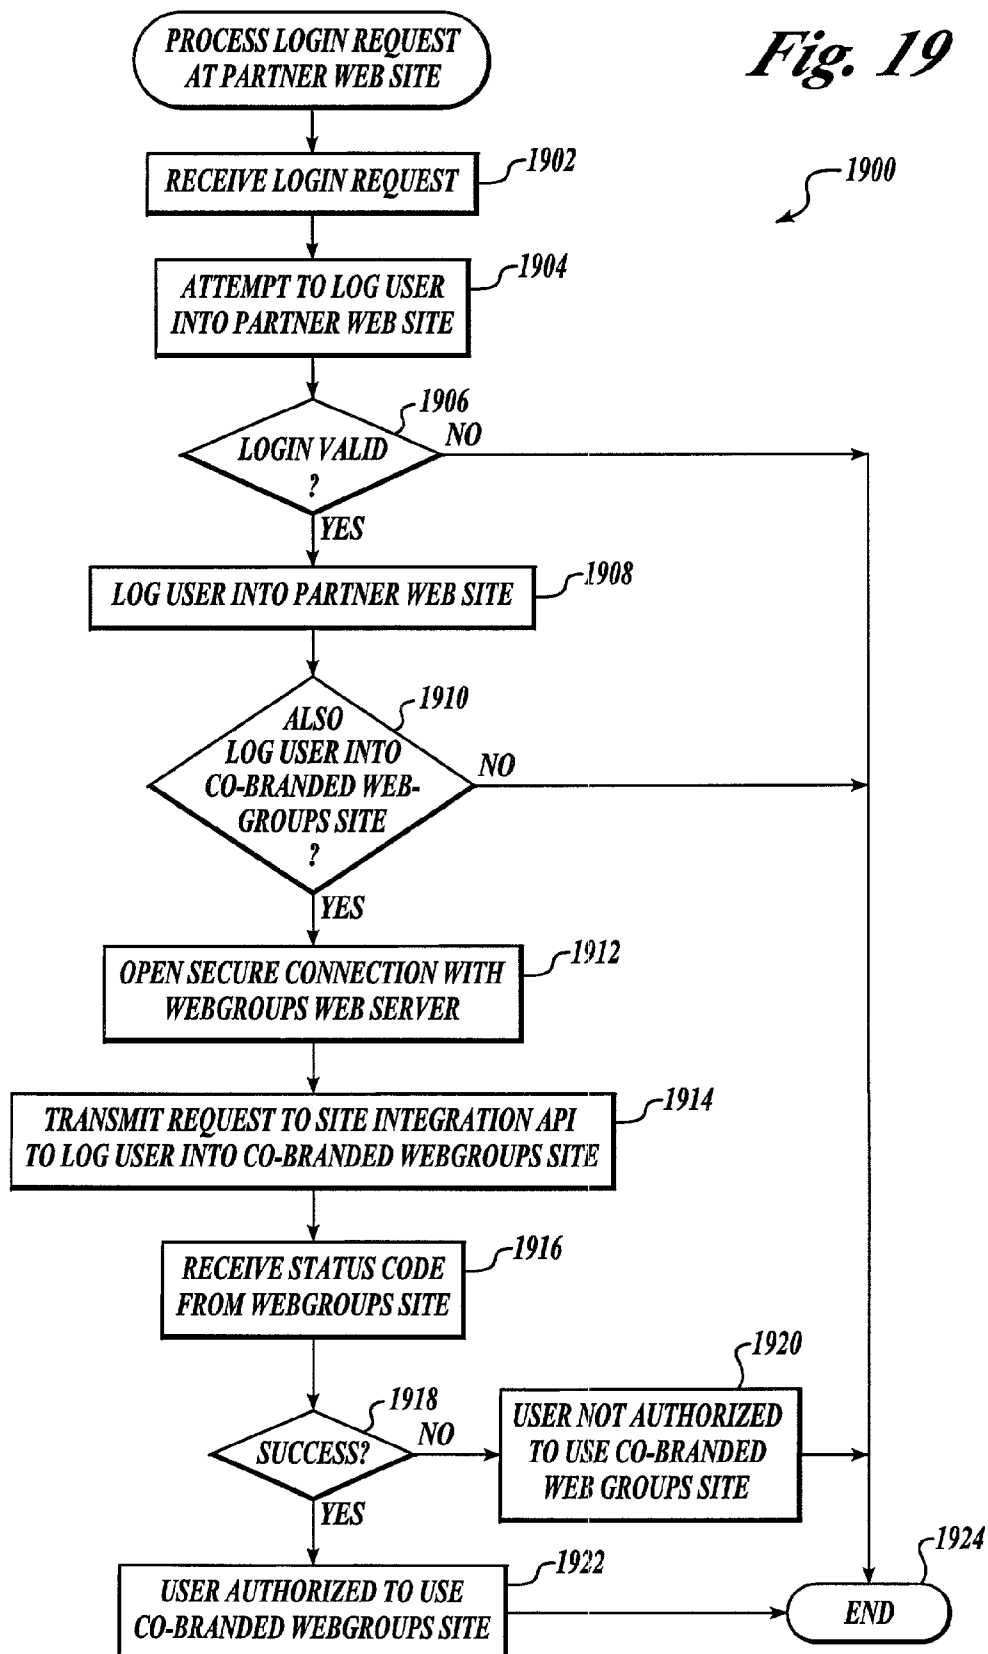 PROCESS LOGIN REQUEST
AT PARTNER WEB SITE
Fig. 19
1900
RECEIVE LOGIN REQUEST
1902
ATTEMPT TO LOG USER
INTO PARTNER WEB SITE
1904
LOGIN VALID
?
1906
NO
YES
LOG USER INTO PARTNER WEB SITE
1908
ALSO
LOG USER INTO
CO-BRANDED WEB-
GROUPS SITE
?
1910
NO
YES
OPEN SECURE CONNECTION WITH
WEBGROUPS WEB SERVER
1912
TRANSMIT REQUEST TO SITE INTEGRATION API
TO LOG USER INTO CO-BRANDED WEBGROUPS SITE
1914
RECEIVE STATUS CODE
FROM WEBGROUPS SITE
1916
SUCCESS?
1918
NO
USER NOT AUTHORIZED
TO USE CO-BRANDED
WEB GROUPS SITE
1920
YES
USER AUTHORIZED TO USE
CO-BRANDED WEBGROUPS SITE
1922
END
1924